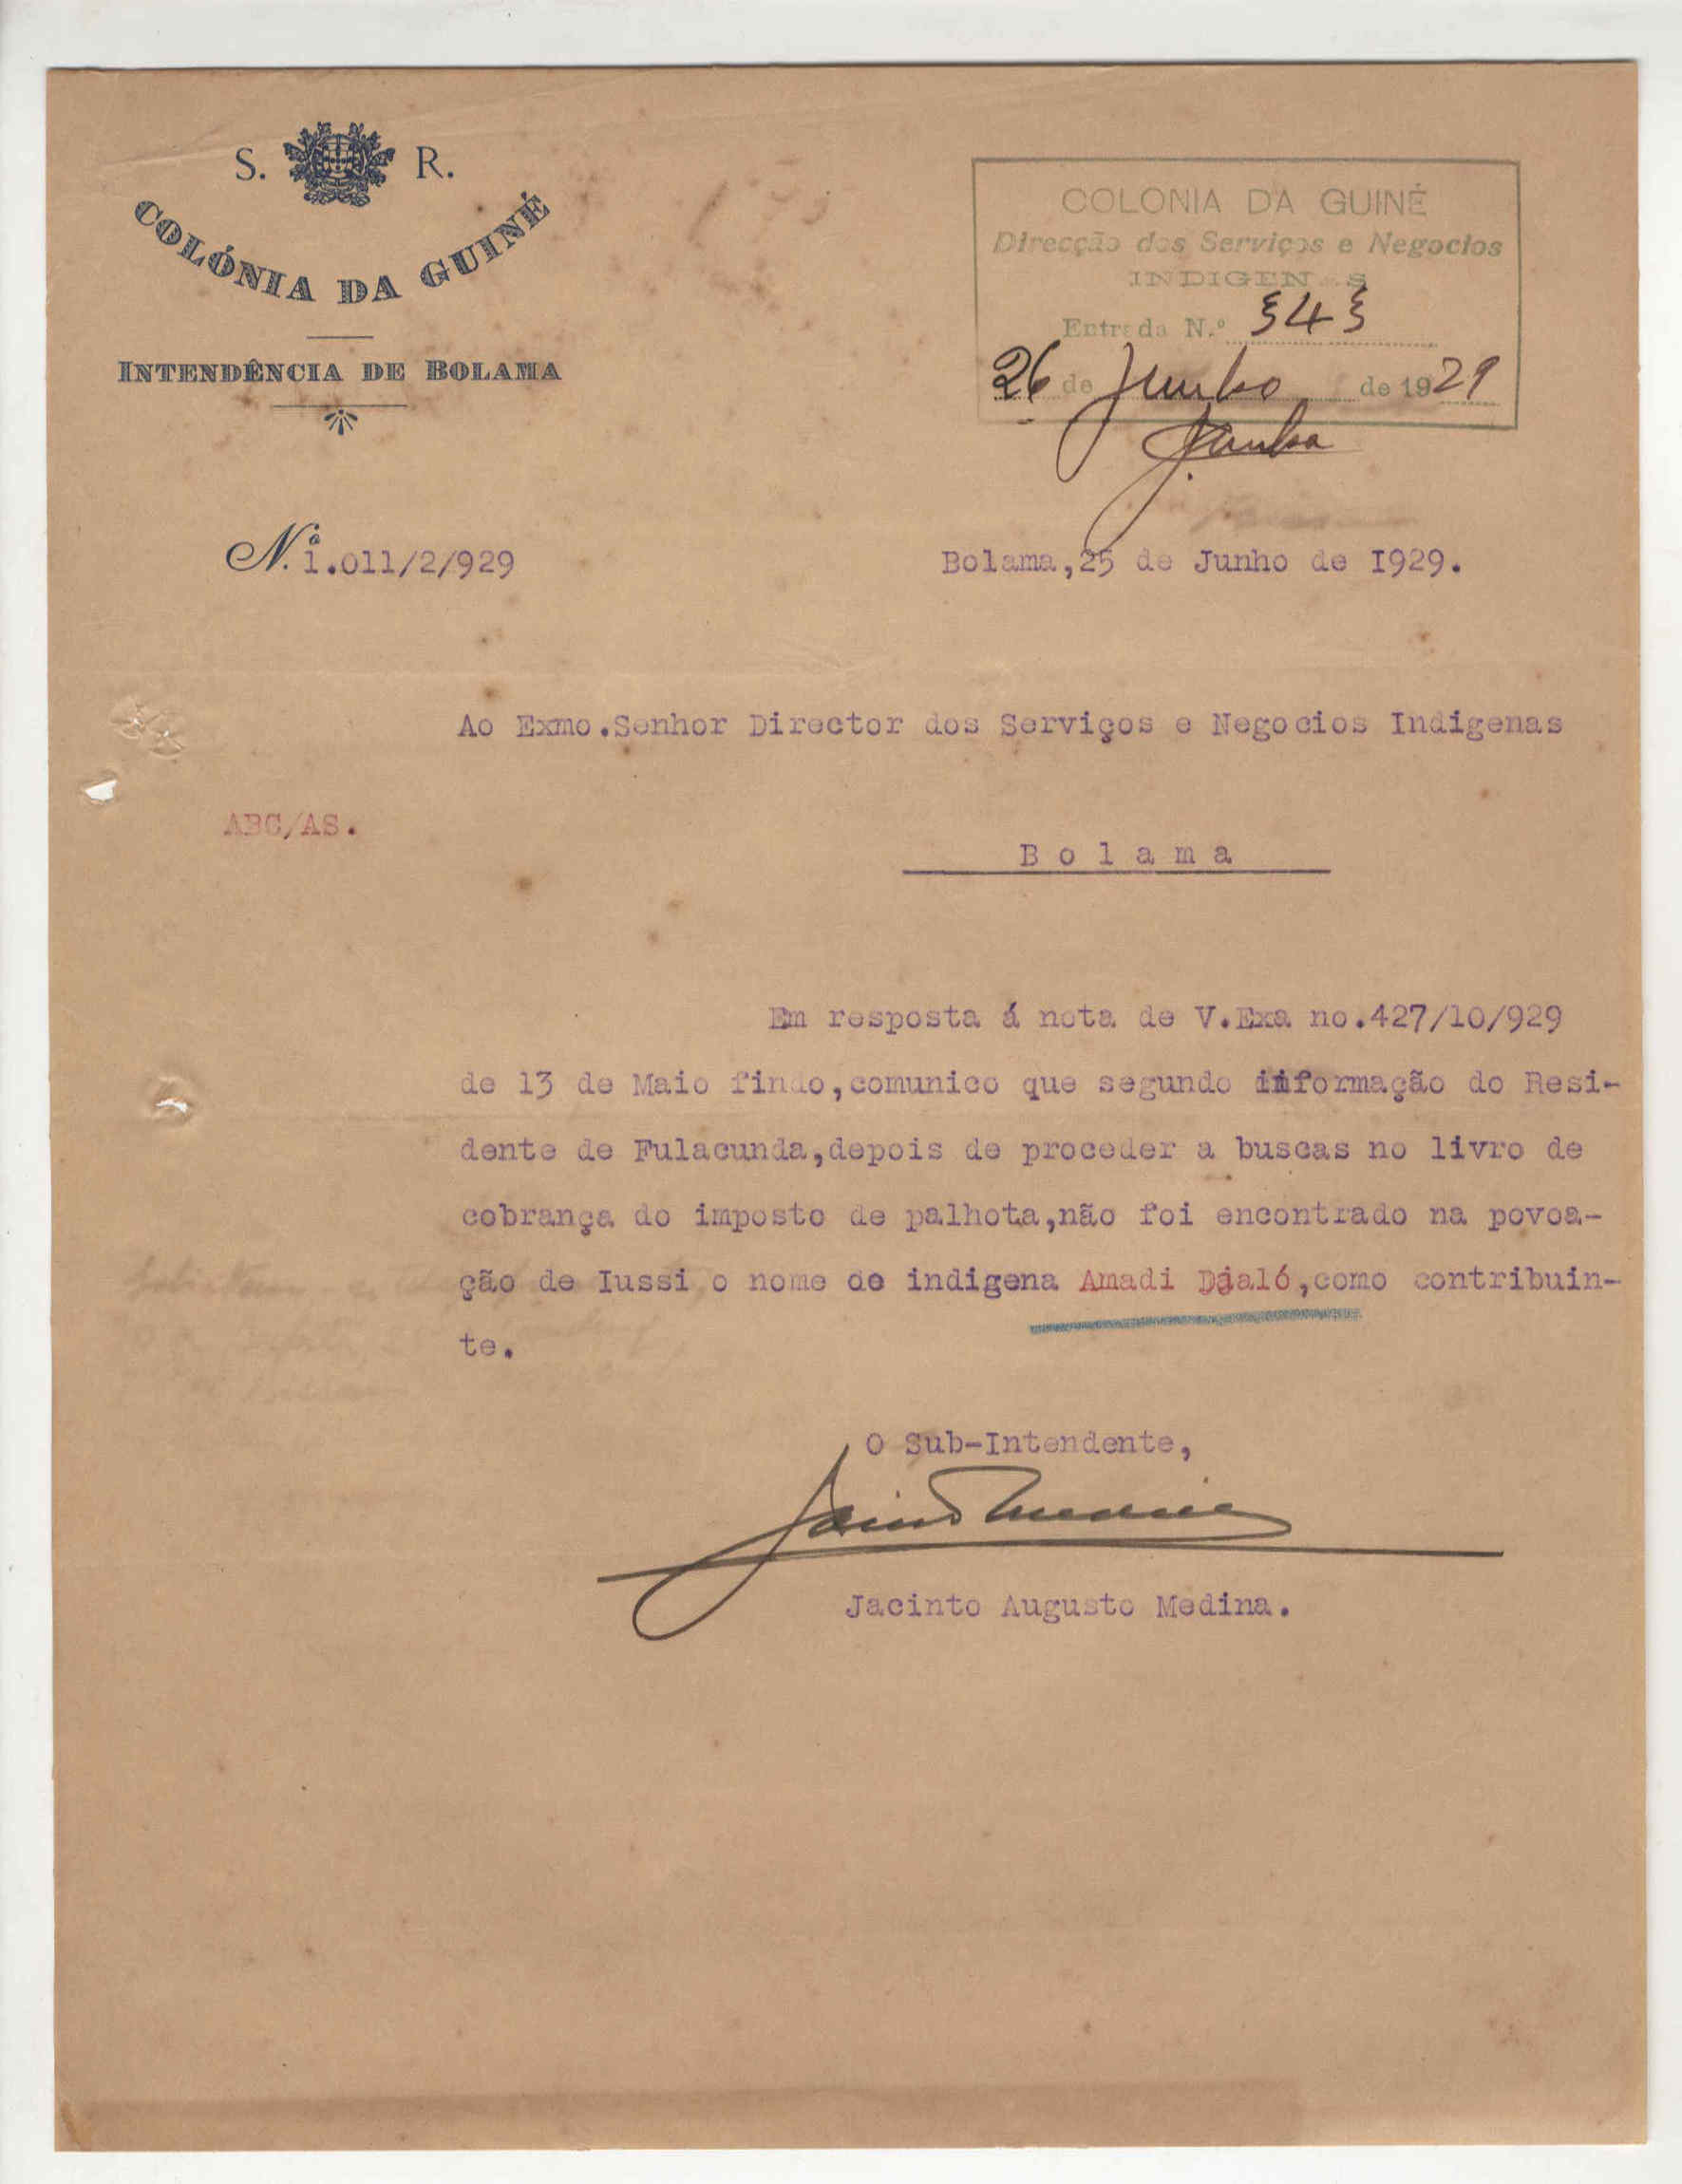 S. R.
COLÓNIA DA GUINÉ
INTENDÊNCIA DE BOLAMA
COLONIA DA GUINÉ
Direcção dos Serviços e Negocios
INDIGENAS
Entrada N.º 543
26 de Junho de 1929
N.º 1.011/2/929
Bolama,25 de Junho de I929.
Ao Exmo.Senhor Director dos Serviços e Negocios Indigenas
ABC/AS.
Bolama
Em resposta á nota de V.Exa no.427/10/929
de 13 de Maio findo,comunico que segundo informação do Resi-
dente de Fulacunda,depois de proceder a buscas no livro de
cobrança do imposto de palhota,não foi encontrado na povoa-
ção de Iussi o nome do indigena Amadi Djaló,como contribuin-
te.
O Sub-Intendente,
Jacinto Augusto Medina.